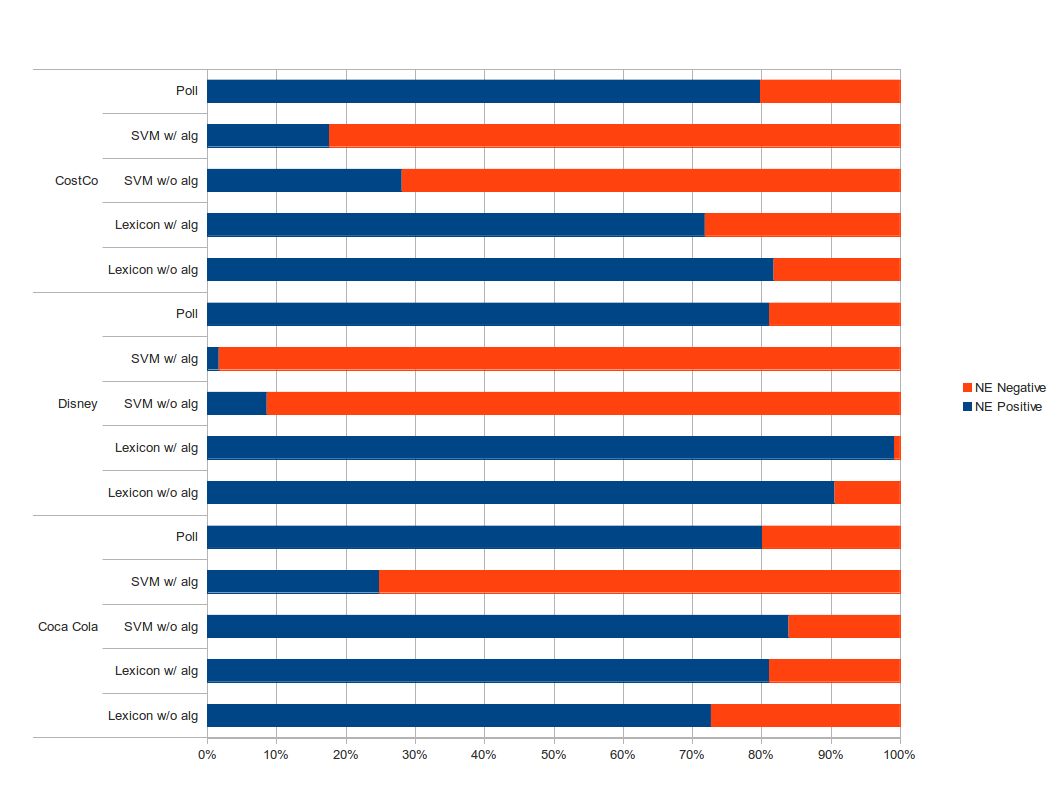 CostCo
Poll
SVM w/ alg
SVM w/o alg
Lexicon w/ alg
Lexicon w/o alg
Disney
Poll
SVM w/ alg
SVM w/o alg
Lexicon w/ alg
Lexicon w/o alg
Coca Cola
Poll
SVM w/ alg
SVM w/o alg
Lexicon w/ alg
Lexicon w/o alg
0% 10% 20% 30% 40% 50% 60% 70% 80% 90% 100%
NE Negative
NE Positive